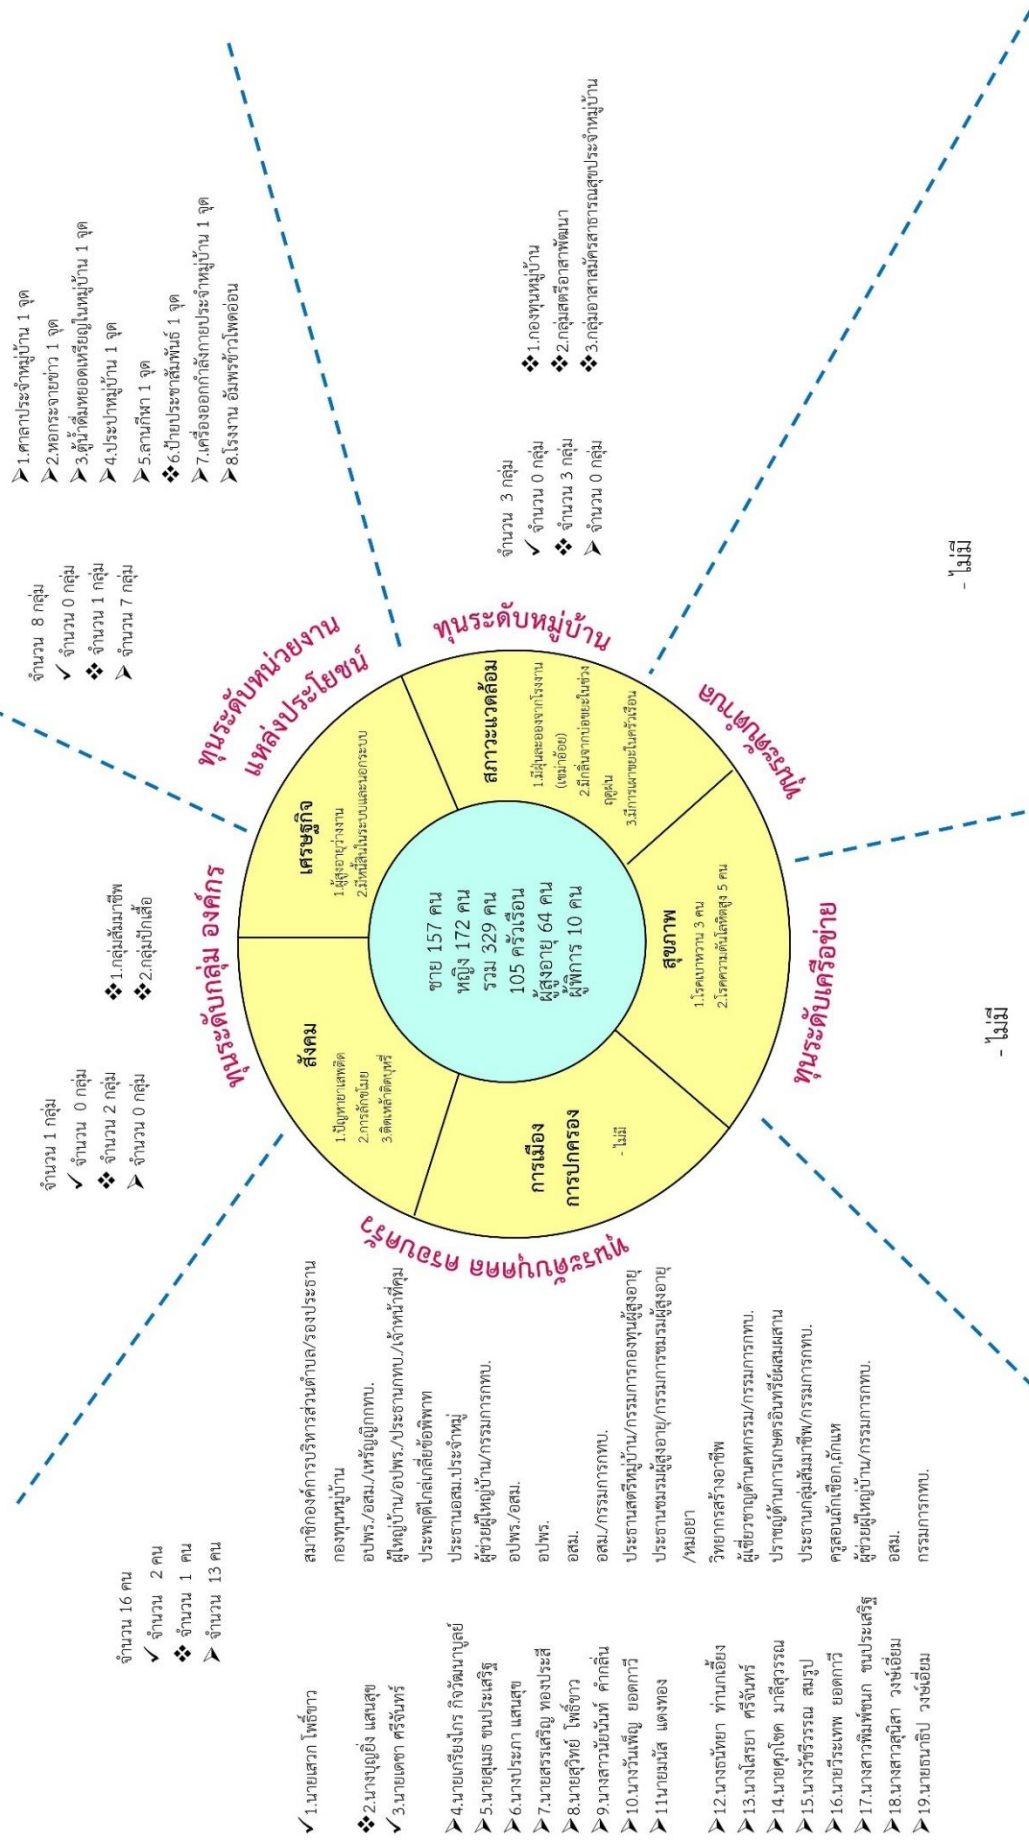 จำนวน 16 คน
✓ จำนวน 2 คน
❖ จำนวน 1 คน
➢ จำนวน 13 คน
✓ 1.นายเสวก โพธิ์ขาว สมาชิกองค์การบริหารส่วนตำบล/รองประธาน
กองทุนหมู่บ้าน
❖ 2.นางบุญยิ่ง แสนสุข อปพร./อสม./เหรัญญิกกทบ.
✓ 3.นายเดชา ศรีจันทร์ ผู้ใหญ่บ้าน/อปพร./ประธานกทบ./เจ้าหน้าที่คุม
ประพฤติไกล่เกลี่ยข้อพิพาท
➢ 4.นายเกรียงไกร กิจวัฒนาบูลย์ ประธานอสม.ประจำหมู่
➢ 5.นายสุเมธ ชนประเสริฐ ผู้ช่วยผู้ใหญ่บ้าน/กรรมการกทบ.
➢ 6.นางประภา แสนสุข อปพร./อสม.
➢ 7.นายสรรเสริญ ทองประสี อปพร.
➢ 8.นายสุวิทย์ โพธิ์ขาว อสม.
➢ 9.นางสาวนัยนันท์ คำกลิ่น อสม./กรรมการกทบ.
➢ 10.นางวันเพ็ญ ยอดกาวี ประธานสตรีหมู่บ้าน/กรรมการกองทุนผู้สูงอายุ
➢ 11นายมนัส แตงทอง ประธานชมรมผู้สูงอายุ/กรรมการชมรมผู้สูงอายุ
/หมอยา
➢ 12.นางธนัทยา ท่านกเอี้ยง วิทยากรสร้างอาชีพ
➢ 13.นางโสรยา ศรีจันทร์ ผู้เชี่ยวชาญด้านคหกรรม/กรรมการกทบ.
➢ 14.นายศุภโชค มาลีสุวรรณ ปราชญ์ด้านการเกษตรอินทรีย์ผสมผสาน
➢ 15.นางวัชรีวรรณ สมรูป ประธานกลุ่มสัมมาชีพ/กรรมการกทบ.
➢ 16.นายวีระเทพ ยอดกาวี ครูสอนถักเชือก,ถักแห
➢ 17.นางสาวพิมพ์ชนก ชนประเสริฐ ผู้ช่วยผู้ใหญ่บ้าน/กรรมการกทบ.
➢ 18.นางสาวสุนิสา วงษ์เอี่ยม อสม.
➢ 19.นายธนาธิป วงษ์เอี่ยม กรรมการกทบ.
ทุนระดับบุคคล ครอบครัว
จำนวน 1 กลุ่ม
✓ จำนวน 0 กลุ่ม
❖ จำนวน 2 กลุ่ม
➢ จำนวน 0 กลุ่ม
❖ 1.กลุ่มสัมมาชีพ
❖ 2.กลุ่มปักเสื้อ
ทุนระดับกลุ่ม องค์กร
จำนวน 8 กลุ่ม
✓ จำนวน 0 กลุ่ม
❖ จำนวน 1 กลุ่ม
➢ จำนวน 7 กลุ่ม
➢ 1.ศาลาประจำหมู่บ้าน 1 จุด
➢ 2.หอกระจายข่าว 1 จุด
➢ 3.ตู้น้ำดื่มหยอดเหรียญในหมู่บ้าน 1 จุด
➢ 4.ประปาหมู่บ้าน 1 จุด
➢ 5.ลานกีฬา 1 จุด
❖ 6.ป้ายประชาสัมพันธ์ 1 จุด
➢ 7.เครื่องออกกำลังกายประจำหมู่บ้าน 1 จุด
➢ 8.โรงงาน อัมพรข้าวโพดอ่อน
ทุนระดับหน่วยงาน
แหล่งประโยชน์
ทุนระดับหมู่บ้าน
จำนวน 3 กลุ่ม
✓ จำนวน 0 กลุ่ม
❖ จำนวน 3 กลุ่ม
➢ จำนวน 0 กลุ่ม
❖ 1.กองทุนหมู่บ้าน
❖ 2.กลุ่มสตรีอาสาพัฒนา
❖ 3.กลุ่มอาสาสมัครสาธารณสุขประจำหมู่บ้าน
ทุนระดับตำบล
- ไม่มี
ทุนระดับเครือข่าย
- ไม่มี
สังคม
1.ปัญหายาเสพติด
2.การลักขโมย
3.ติดเหล้าติดบุหรี่
เศรษฐกิจ
1.ผู้สูงอายุว่างงาน
2.มีหนี้สินในระบบและนอกระบบ
สภาวะแวดล้อม
1.มีฝุ่นละอองจากโรงงาน
(เขม่าอ้อย)
2.มีกลิ่นจากบ่อขยะในช่วง
ฤดูฝน
3.มีการเผาขยะในครัวเรือน
สุขภาพ
1.โรคเบาหวาน 3 คน
2.โรคความดันโลหิตสูง 5 คน
การเมือง
การปกครอง
- ไม่มี
ชาย 157 คน
หญิง 172 คน
รวม 329 คน
105 ครัวเรือน
ผู้สูงอายุ 64 คน
ผู้พิการ 10 คน